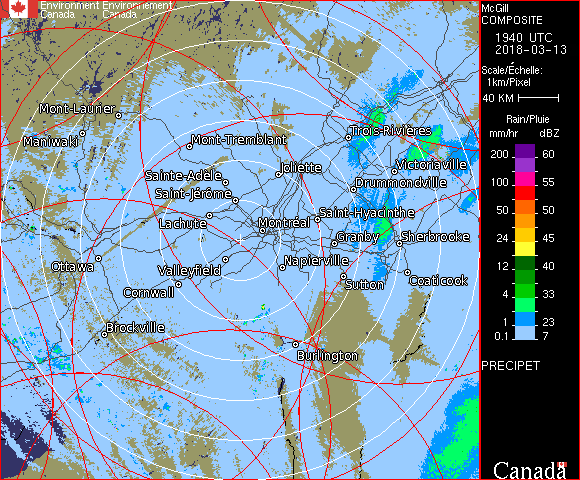 Environment Environnement
Canada Canada
McGill
COMPOSITE
1940 UTC
2018-03-13
Scale/Échelle:
1km/Pixel
40 KM
Rain/Pluie
mm/hr dBZ
200 60
100 55
50 50
24 45
12 40
4 33
1 23
0.1 7
PRECIPET
Canada
Mont-Laurier
Maniwaki
Mont-Tremblant
Trois-Rivières
Sainte-Adèle
Joliette
Victoriaville
Saint-Jérôme
Drummondville
Lachute
Montréal
Saint-Hyacinthe
Granby
Sherbrooke
Ottawa
Valleyfield
Napierville
Cornwall
Sutton
Coaticook
Brockville
Burlington